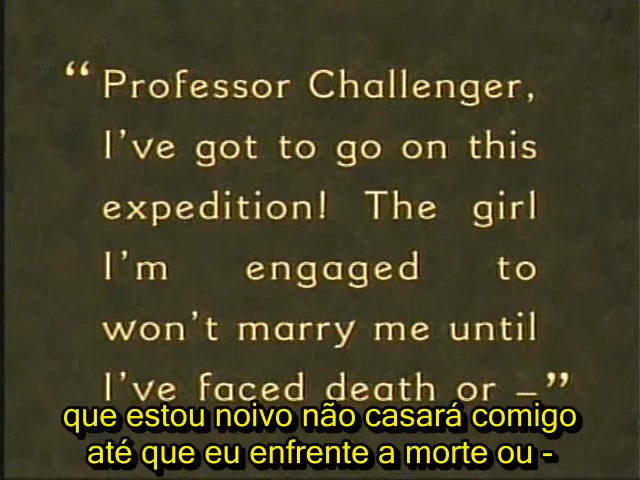 “Professor Challenger,
I’ve got to go on this
expedition! The girl
I’m engaged to
won’t marry me until
I’ve faced death or –”
que estou noivo não casará comigo
até que eu enfrente a morte ou -